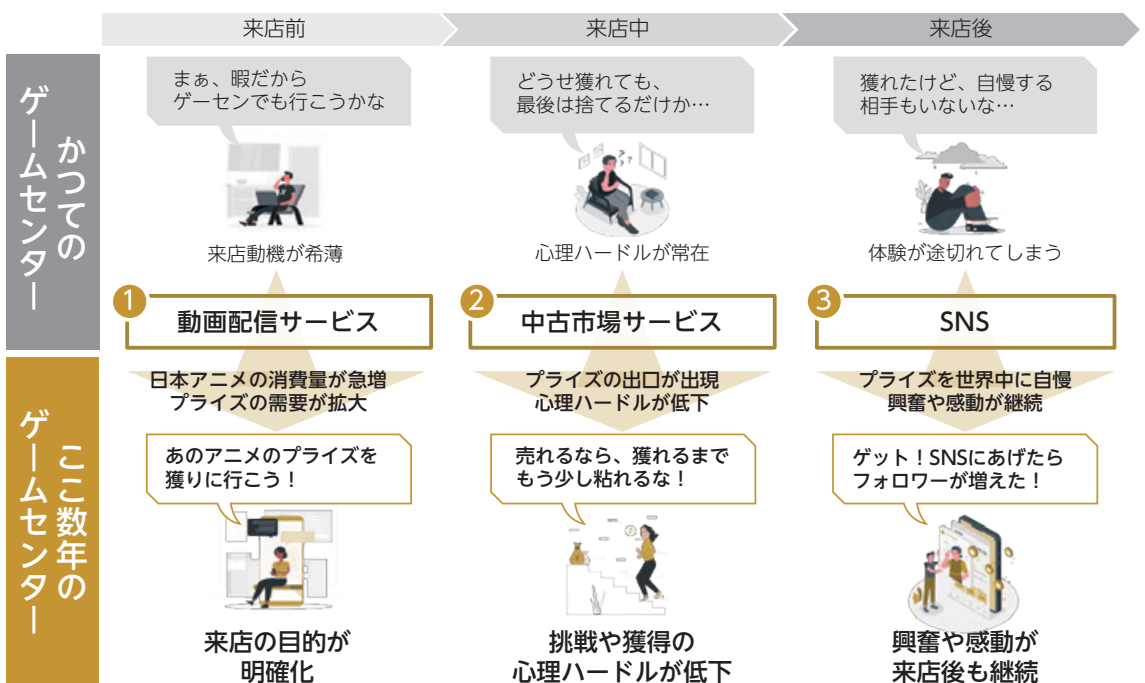 来店前
来店中
来店後
かつての
ゲームセンター
まぁ、暇だから
ゲーセンでも行こうかな
どうせ獲れても、
最後は捨てるだけか…
獲れたけど、自慢する
相手もいないな…
来店動機が希薄
心理ハードルが常在
体験が途切れてしまう
1 動画配信サービス
2 中古市場サービス
3 SNS
ここ数年の
ゲームセンター
日本アニメの消費量が急増
プライズの需要が拡大
プライズの出口が出現
心理ハードルが低下
プライズを世界中に自慢
興奮や感動が継続
あのアニメのプライズを
獲りに行こう！
売れるなら、獲れるまで
もう少し粘れるな！
ゲット！SNSにあげたら
フォロワーが増えた！
来店の目的が
明確化
挑戦や獲得の
心理ハードルが低下
興奮や感動が
来店後も継続